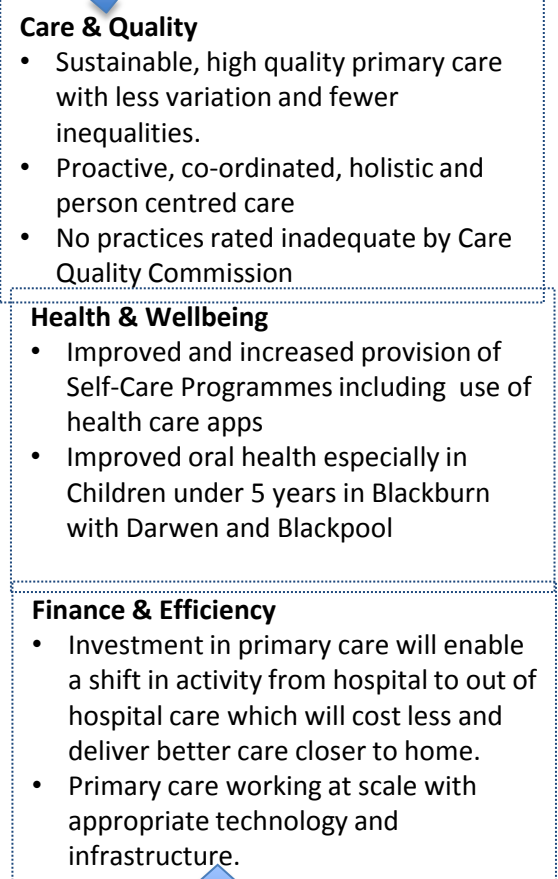 Care & Quality
• Sustainable, high quality primary care
with less variation and fewer
inequalities.
• Proactive, co-ordinated, holistic and
person centred care
• No practices rated inadequate by Care
Quality Commission
Health & Wellbeing
• Improved and increased provision of
Self-Care Programmes including use of
health care apps
• Improved oral health especially in
Children under 5 years in Blackburn
with Darwen and Blackpool
Finance & Efficiency
• Investment in primary care will enable
a shift in activity from hospital to out of
hospital care which will cost less and
deliver better care closer to home.
• Primary care working at scale with
appropriate technology and
infrastructure.